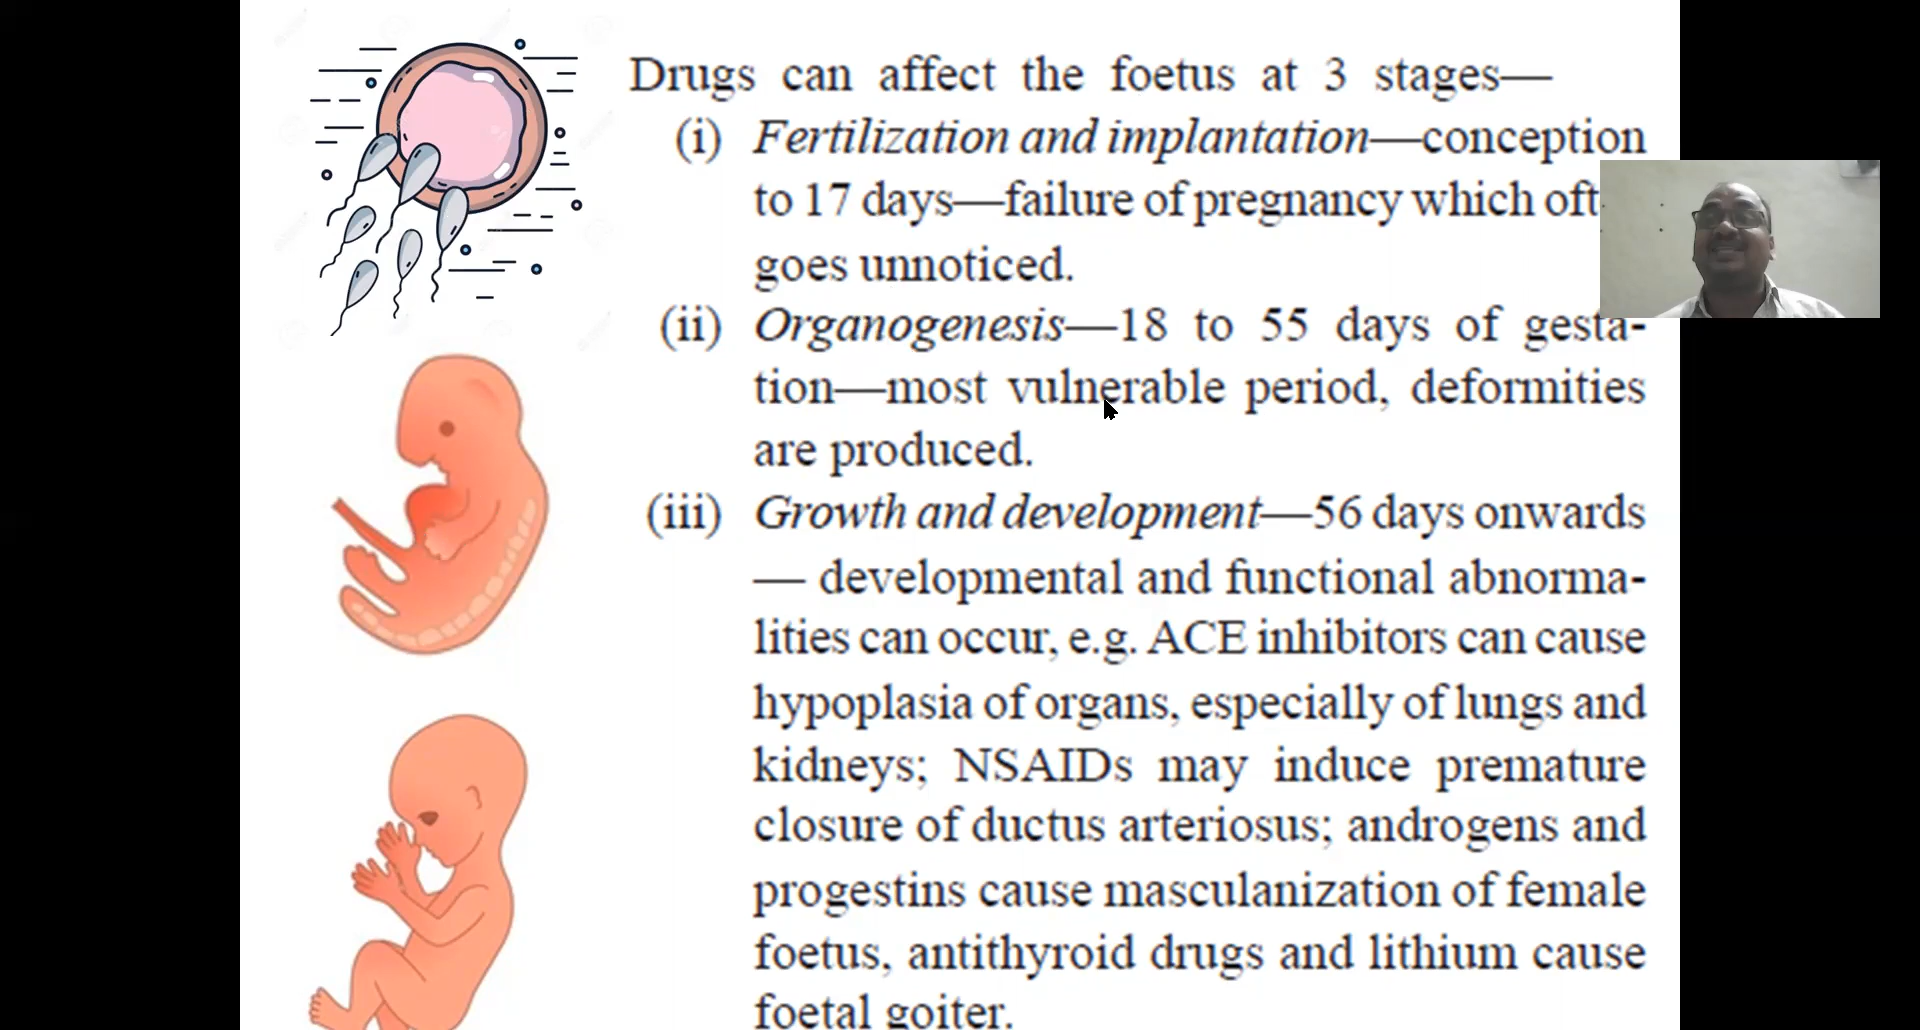 Drugs can affect the foetus at 3 stages—
(i) Fertilization and implantation—conception
to 17 days—failure of pregnancy which oft
goes unnoticed.
(ii) Organogenesis—18 to 55 days of gesta-
tion—most vulnerable period, deformities
are produced.
(iii) Growth and development—56 days onwards
— developmental and functional abnorma-
lities can occur, e.g. ACE inhibitors can cause
hypoplasia of organs, especially of lungs and
kidneys; NSAIDs may induce premature
closure of ductus arteriosus; androgens and
progestins cause masculanization of female
foetus, antithyroid drugs and lithium cause
foetal goiter.